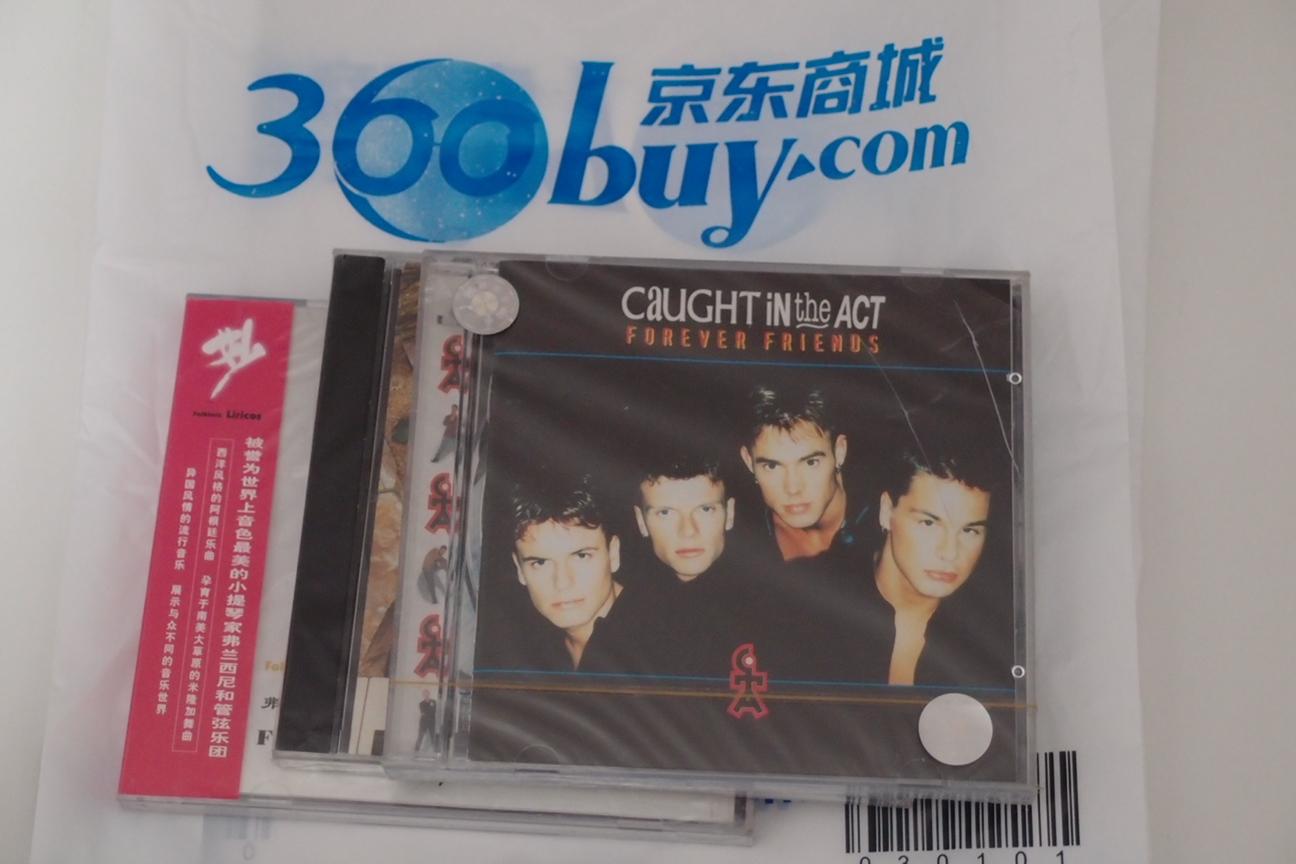 360buy.com
京东商城
CAUGHT iN the ACT
FOREVER FRIENDS
CITA
Folkloric Liricos
被誉为世界上音色最美的小提琴家弗兰西尼和管弦乐团
西洋风格的阿根廷乐曲 孕育于南美大草原的米隆加舞曲
异国风情的流行音乐 展示与众不同的音乐世界
弗
F
030101